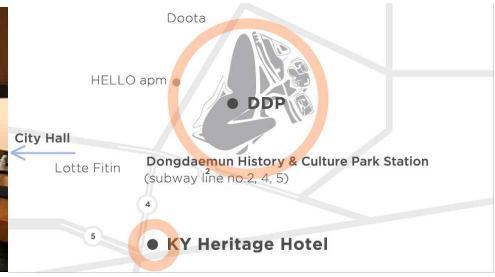 Doota
HELLO apm
DDP
City Hall
Lotte Fitin
Dongdaemun History & Culture Park Station
(subway line no.2, 4, 5)
2
4
5
KY Heritage Hotel